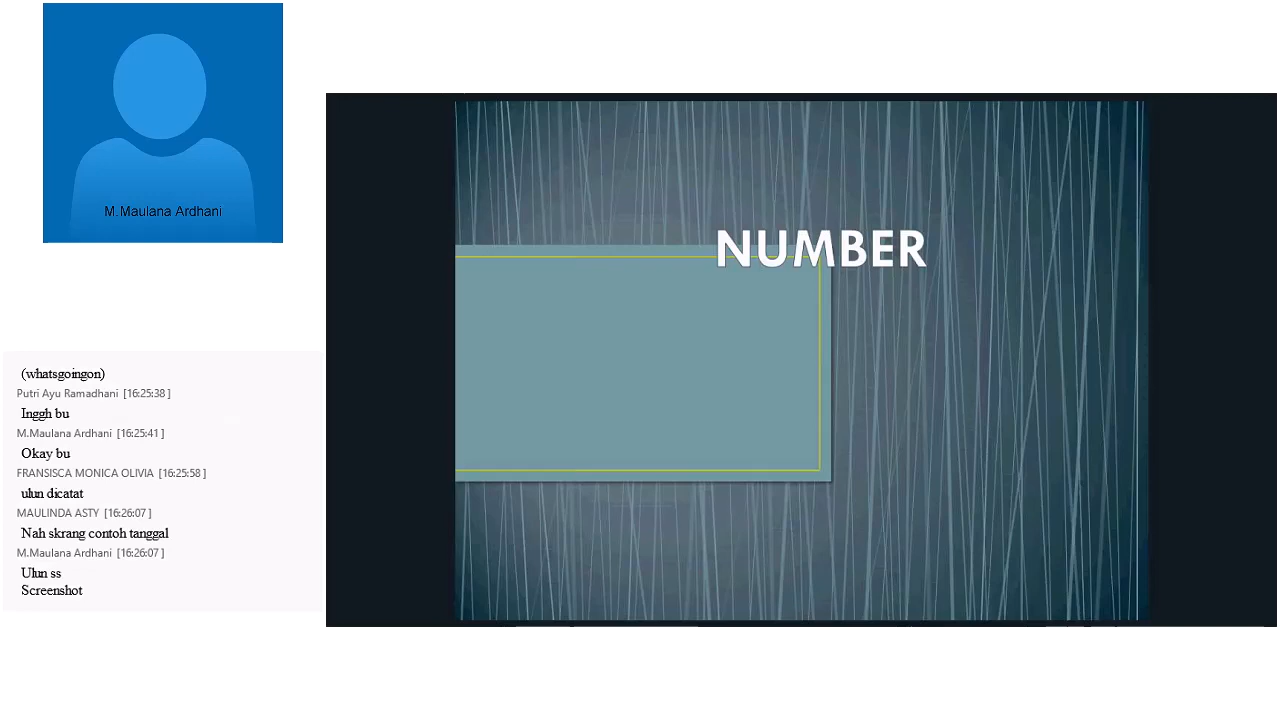 M.Maulana Ardhani
NUMBER
(whatsgoingon)
Putri Ayu Ramadhani [16:25:38 ]
Inggh bu
M.Maulana Ardhani [16:25:41 ]
Okay bu
FRANSISCA MONICA OLIVIA [16:25:58 ]
ulun dicatat
MAULINDA ASTY [16:26:07 ]
Nah skrang contoh tanggal
M.Maulana Ardhani [16:26:07 ]
Ulun ss
Screenshot